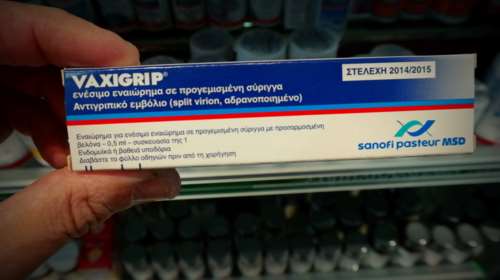 VAXIGRIP®
ενέσιμο εναιώρημα σε προγεμισμένη σύριγγα
Αντιγριπικό εμβόλιο (split virion, αδρανοποιημένο)
ΣΤΕΛΕΧΗ 2014/2015
Εναιώρημα για ενέσιμο εναιώρημα σε προγεμισμένη σύριγγα με προσαρμοσμένη
βελόνα – 0,5 ml – συσκευασία της 1
Ενδομυϊκή ή βαθειά υποδόρια
Διαβάστε το φύλλο οδηγιών πριν από τη χορήγηση
sanofi pasteur MSD